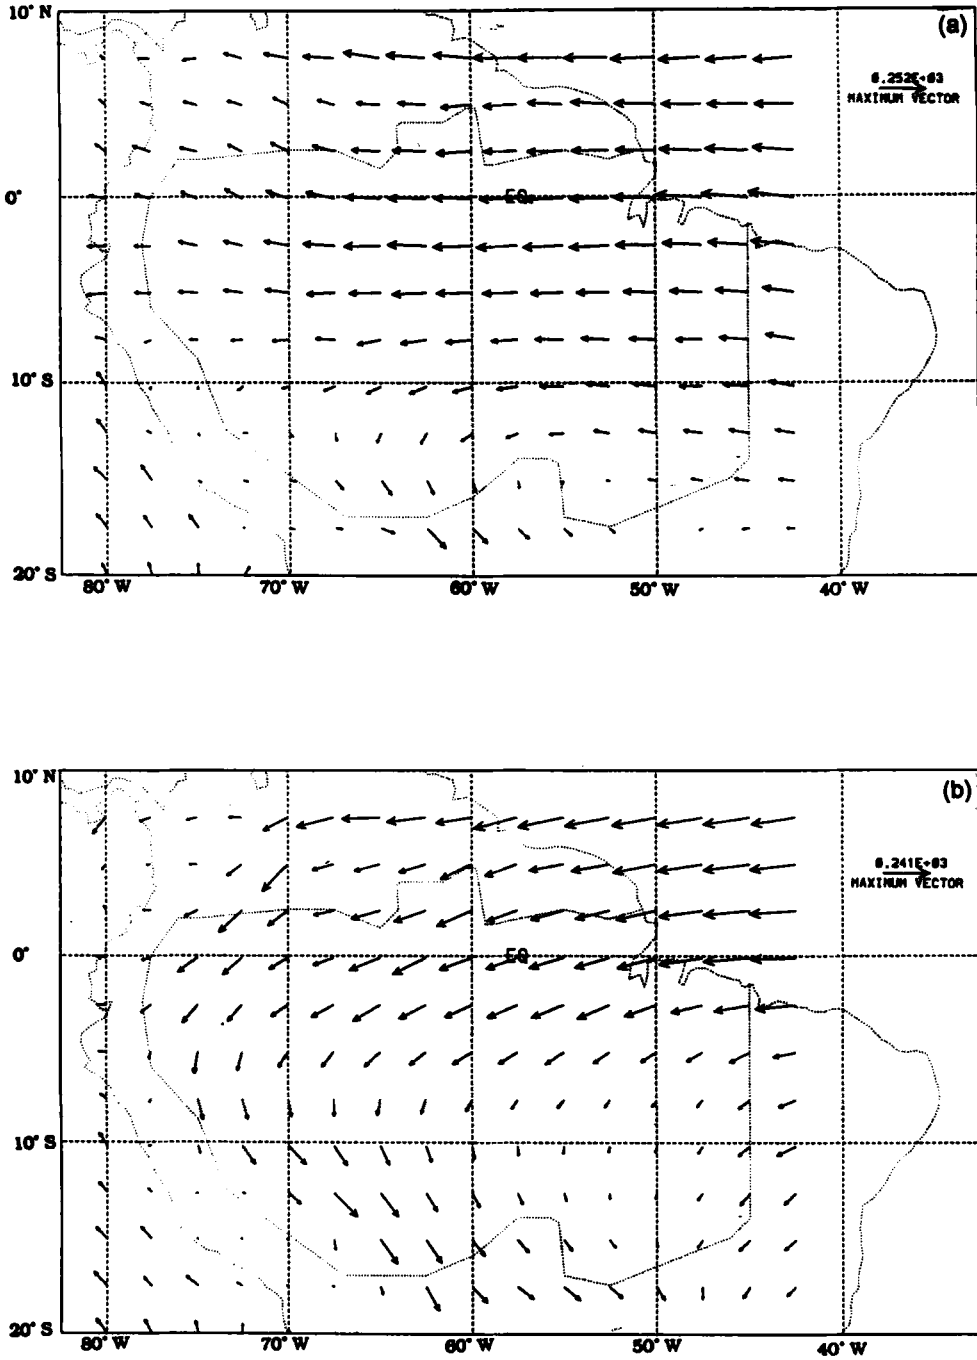 10° N
(a)
0.252E+03
MAXIMUM VECTOR
0°
EQ.
10° S
20° S
80° W
70° W
60° W
50° W
40° W
10° N
(b)
0.241E+03
MAXIMUM VECTOR
0°
EQ
10° S
20° S
80° W
70° W
60° W
50° W
40° W